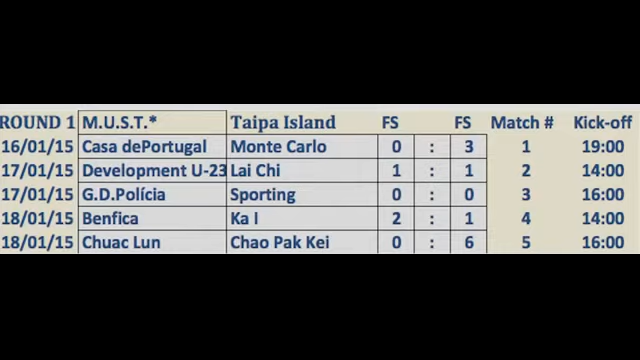 ROUND 1 M.U.S.T.* Taipa Island FS FS Match # Kick-off
16/01/15 Casa dePortugal Monte Carlo 0 : 3 1 19:00
17/01/15 Development U-23 Lai Chi 1 : 1 2 14:00
17/01/15 G.D.Polícia Sporting 0 : 0 3 16:00
18/01/15 Benfica Ka I 2 : 1 4 14:00
18/01/15 Chuac Lun Chao Pak Kei 0 : 6 5 16:00